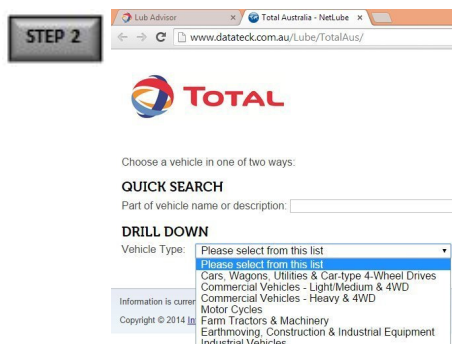 STEP 2
Lub Advisor
Total Australia - NetLube
www.datateck.com.au/Lube/TotalAus/
TOTAL
Choose a vehicle in one of two ways:
QUICK SEARCH
Part of vehicle name or description:
DRILL DOWN
Vehicle Type: Please select from this list
Please select from this list
Cars, Wagons, Utilities & Car-type 4-Wheel Drives
Commercial Vehicles - Light/Medium & 4WD
Commercial Vehicles - Heavy & 4WD
Motor Cycles
Farm Tractors & Machinery
Earthmoving, Construction & Industrial Equipment
Industrial Vehicles
Information is curren
Copyright © 2014 In